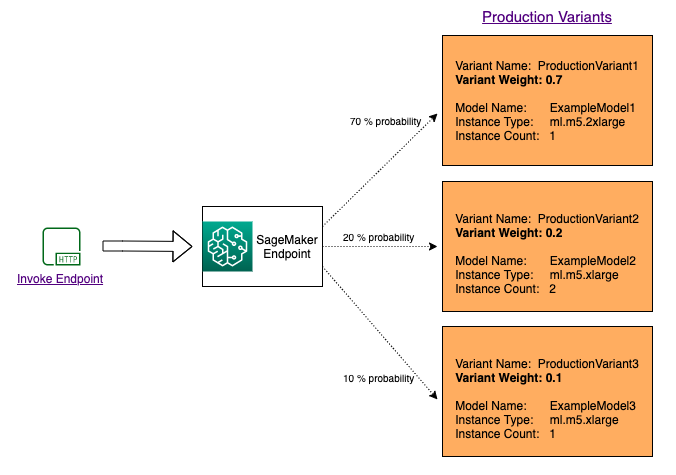 Production Variants
Variant Name: ProductionVariant1
Variant Weight: 0.7
Model Name: ExampleModel1
Instance Type: ml.m5.2xlarge
Instance Count: 1
70 % probability
Variant Name: ProductionVariant2
Variant Weight: 0.2
Model Name: ExampleModel2
Instance Type: ml.m5.xlarge
Instance Count: 2
20 % probability
SageMaker
Endpoint
HTTP
Invoke Endpoint
10 % probability
Variant Name: ProductionVariant3
Variant Weight: 0.1
Model Name: ExampleModel3
Instance Type: ml.m5.xlarge
Instance Count: 1